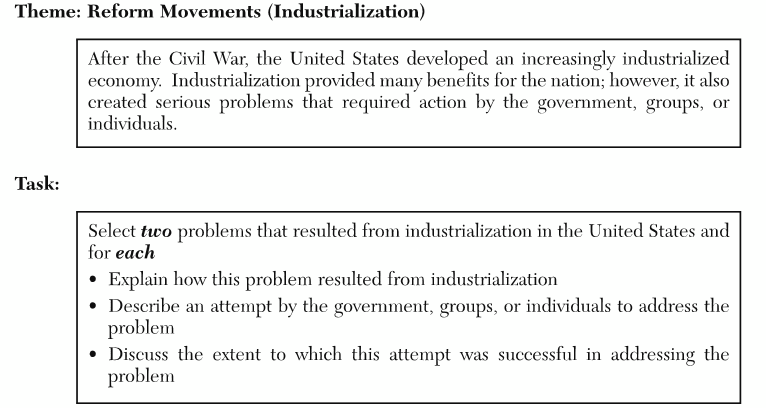 Theme: Reform Movements (Industrialization)
After the Civil War, the United States developed an increasingly industrialized
economy. Industrialization provided many benefits for the nation; however, it also
created serious problems that required action by the government, groups, or
individuals.
Task:
Select two problems that resulted from industrialization in the United States and
for each
• Explain how this problem resulted from industrialization
• Describe an attempt by the government, groups, or individuals to address the
problem
• Discuss the extent to which this attempt was successful in addressing the
problem